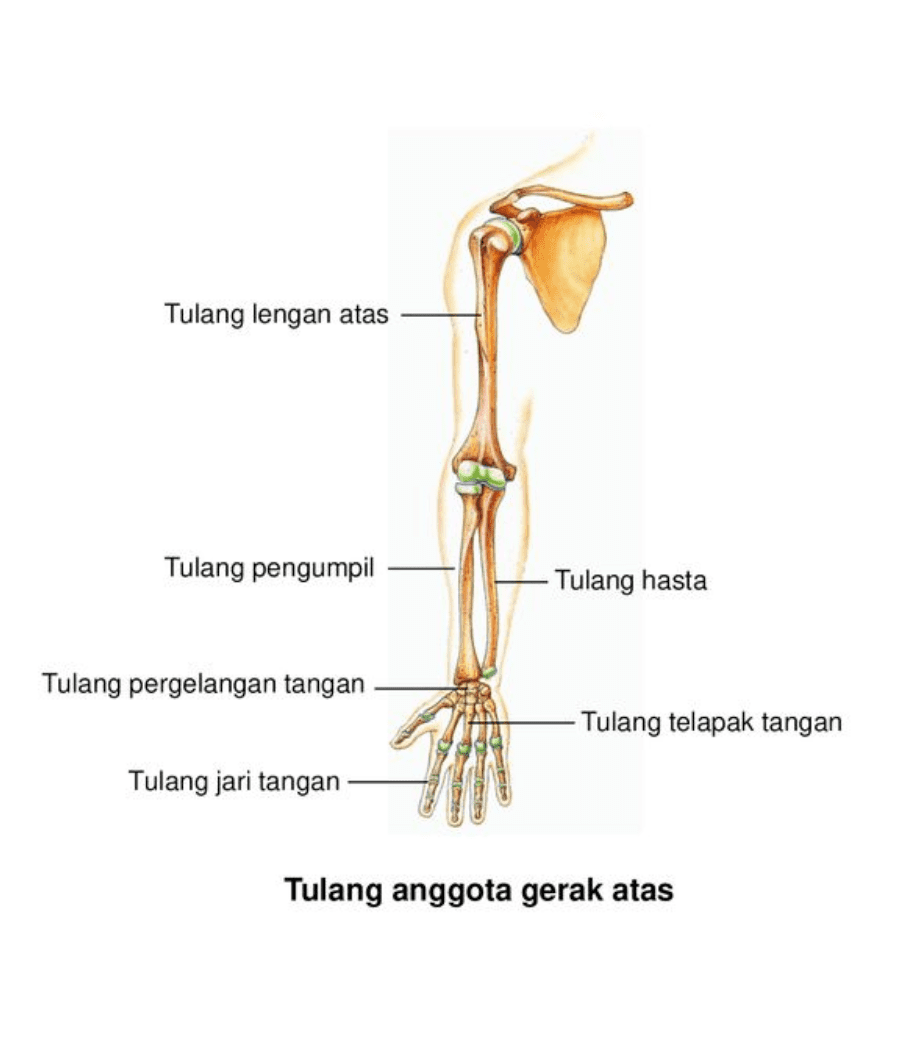 Tulang lengan atas
Tulang pengumpil
Tulang hasta
Tulang pergelangan tangan
Tulang telapak tangan
Tulang jari tangan
Tulang anggota gerak atas